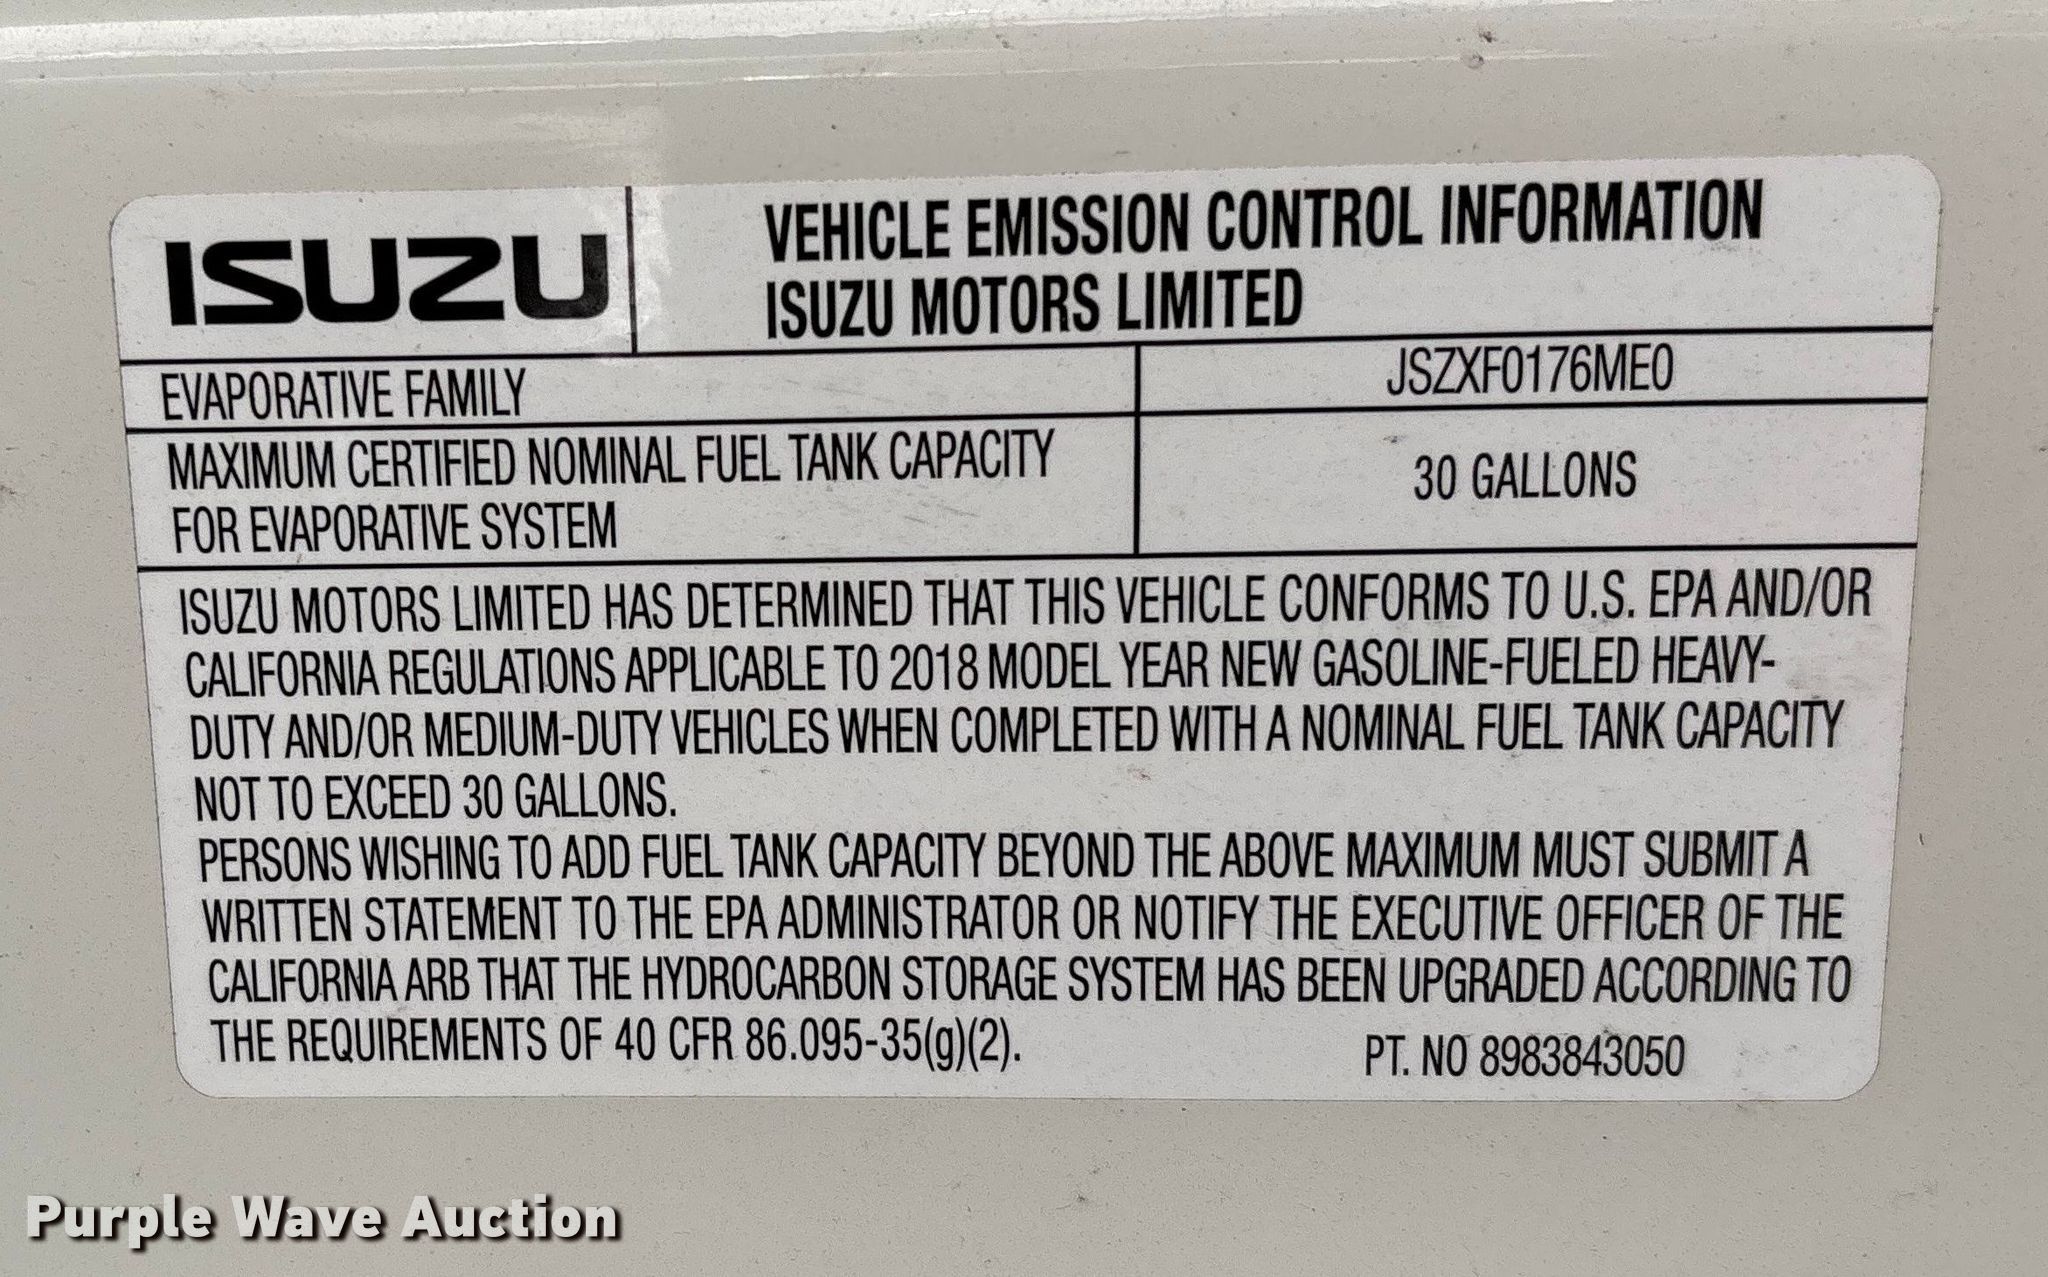 ISUZU
VEHICLE EMISSION CONTROL INFORMATION
ISUZU MOTORS LIMITED
EVAPORATIVE FAMILY
JSZXF0176ME0
MAXIMUM CERTIFIED NOMINAL FUEL TANK CAPACITY
FOR EVAPORATIVE SYSTEM
30 GALLONS
ISUZU MOTORS LIMITED HAS DETERMINED THAT THIS VEHICLE CONFORMS TO U.S. EPA AND/OR
CALIFORNIA REGULATIONS APPLICABLE TO 2018 MODEL YEAR NEW GASOLINE-FUELED HEAVY-
DUTY AND/OR MEDIUM-DUTY VEHICLES WHEN COMPLETED WITH A NOMINAL FUEL TANK CAPACITY
NOT TO EXCEED 30 GALLONS.
PERSONS WISHING TO ADD FUEL TANK CAPACITY BEYOND THE ABOVE MAXIMUM MUST SUBMIT A
WRITTEN STATEMENT TO THE EPA ADMINISTRATOR OR NOTIFY THE EXECUTIVE OFFICER OF THE
CALIFORNIA ARB THAT THE HYDROCARBON STORAGE SYSTEM HAS BEEN UPGRADED ACCORDING TO
THE REQUIREMENTS OF 40 CFR 86.095-35(g)(2).
PT. NO 8983843050
Purple Wave Auction